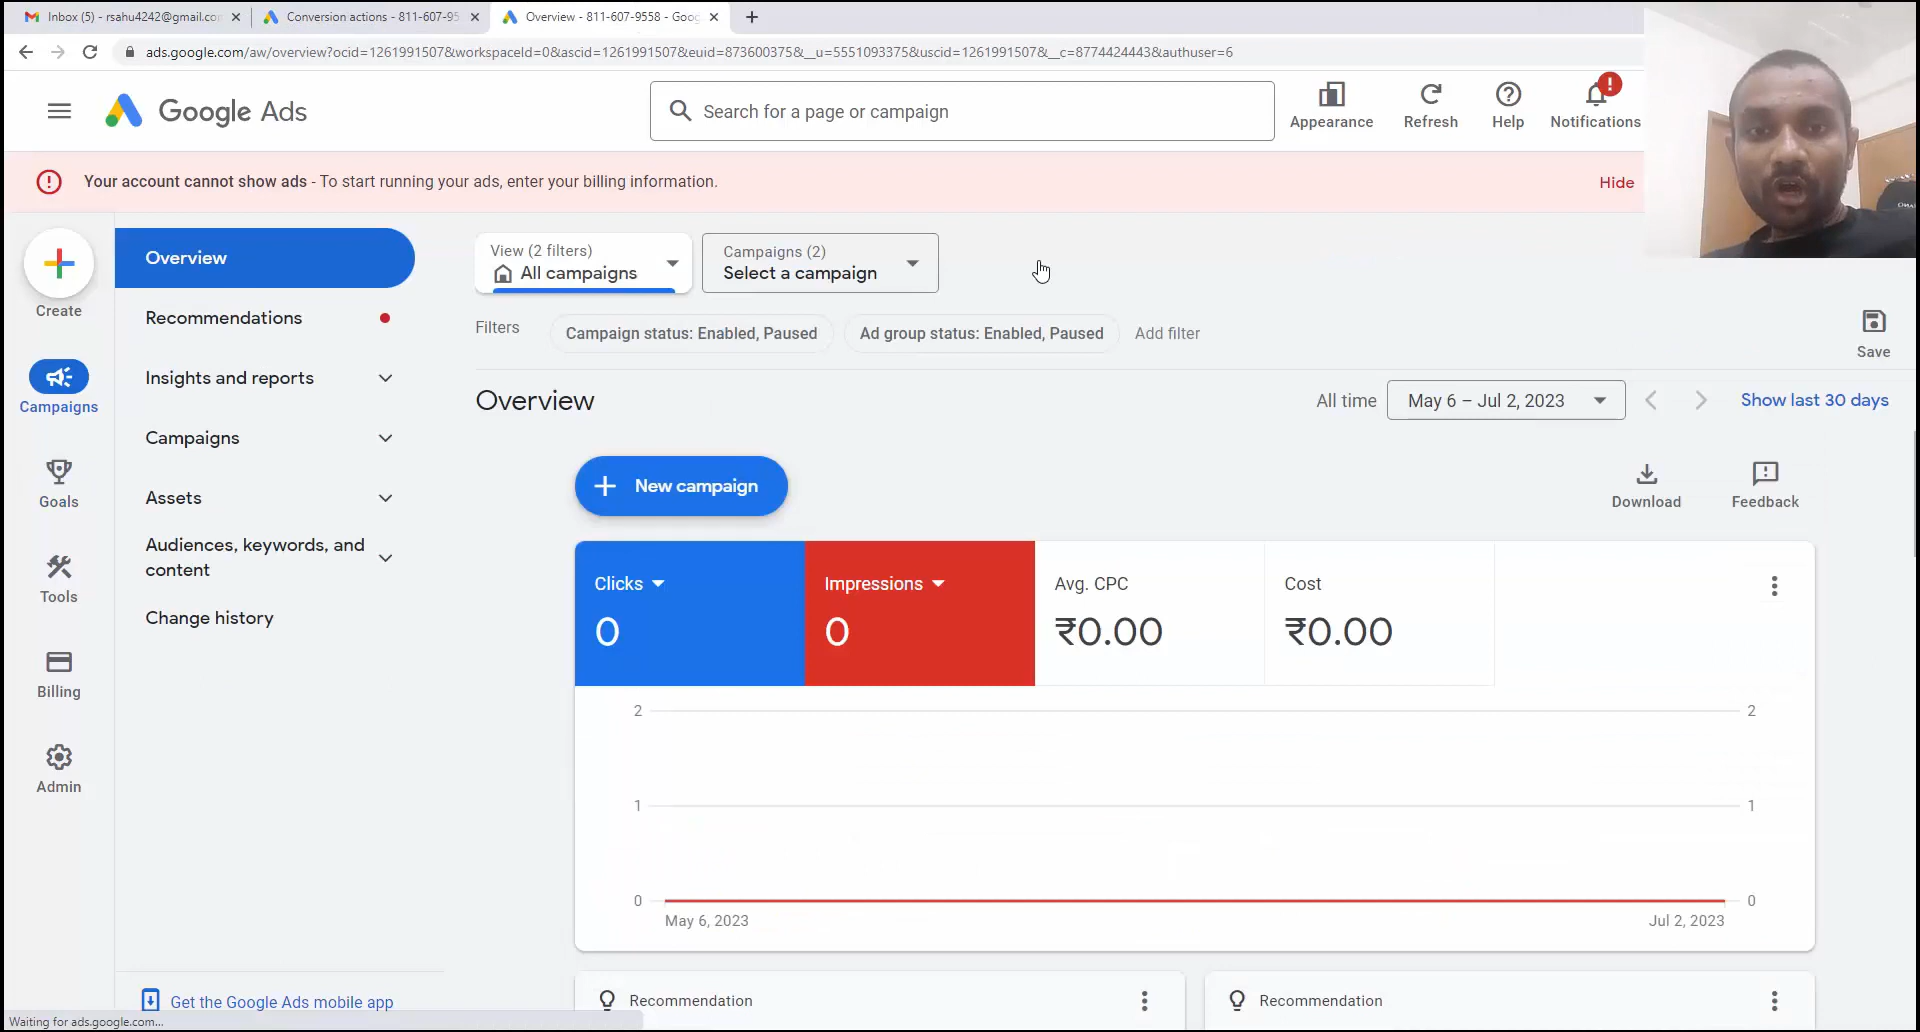 Inbox (5) - rsahu4242@gmail.co
Conversion actions - 811-607-95
Overview - 811-607-9558 - Goog
ads.google.com/aw/overview?ocid=1261991507&workspaceId=0&ascid=1261991507&euid=8736003758&__u=5551093375&uscid=1261991507&__c=8774424443&authuser=6
Google Ads
Search for a page or campaign
Appearance
Refresh
Help
Notifications
Your account cannot show ads - To start running your ads, enter your billing information.
Hide
Create
Campaigns
Goals
Tools
Billing
Admin
Overview
Recommendations
Insights and reports
Campaigns
Assets
Audiences, keywords, and
content
Change history
Get the Google Ads mobile app
View (2 filters)
All campaigns
Campaigns (2)
Select a campaign
Filters
Campaign status: Enabled, Paused
Ad group status: Enabled, Paused
Add filter
Save
Overview
All time
May 6 – Jul 2, 2023
Show last 30 days
New campaign
Download
Feedback
Clicks
0
Impressions
0
Avg. CPC
₹0.00
Cost
₹0.00
2
2
1
1
0
0
May 6, 2023
Jul 2, 2023
Recommendation
Recommendation
Waiting for ads.google.com...